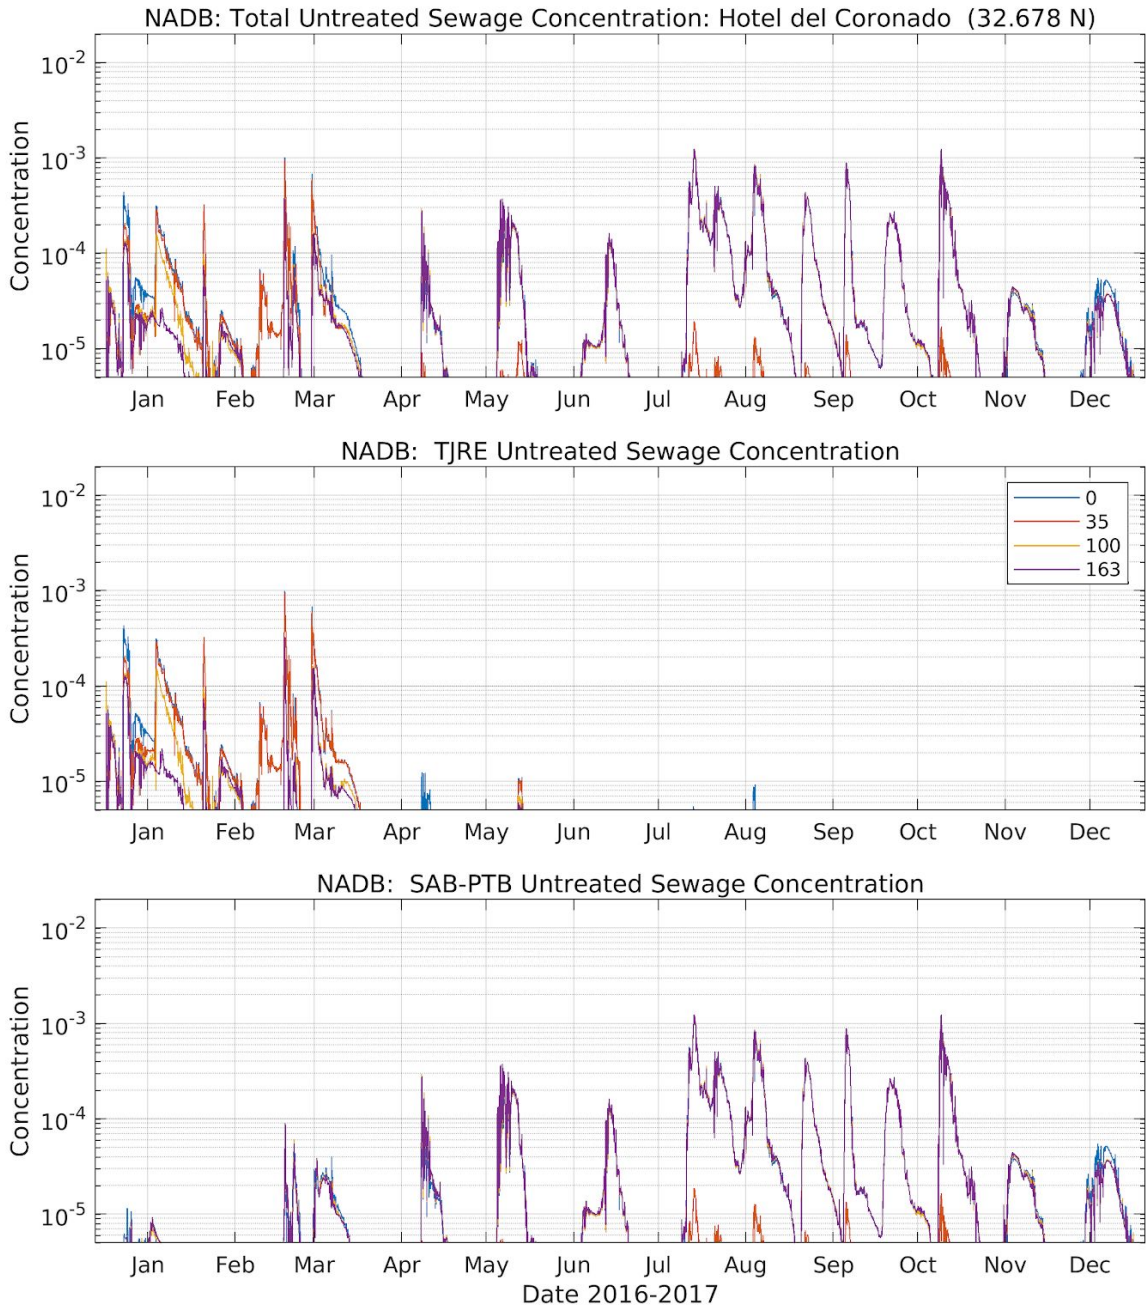 NADB: Total Untreated Sewage Concentration: Hotel del Coronado (32.678 N)
Concentration
10-2
10-3
10-4
10-5
Jan Feb Mar Apr May Jun Jul Aug Sep Oct Nov Dec
NADB: TJRE Untreated Sewage Concentration
Concentration
10-2
10-3
10-4
10-5
0
35
100
163
Jan Feb Mar Apr May Jun Jul Aug Sep Oct Nov Dec
NADB: SAB-PTB Untreated Sewage Concentration
Concentration
10-2
10-3
10-4
10-5
Jan Feb Mar Apr May Jun Jul Aug Sep Oct Nov Dec
Date 2016-2017